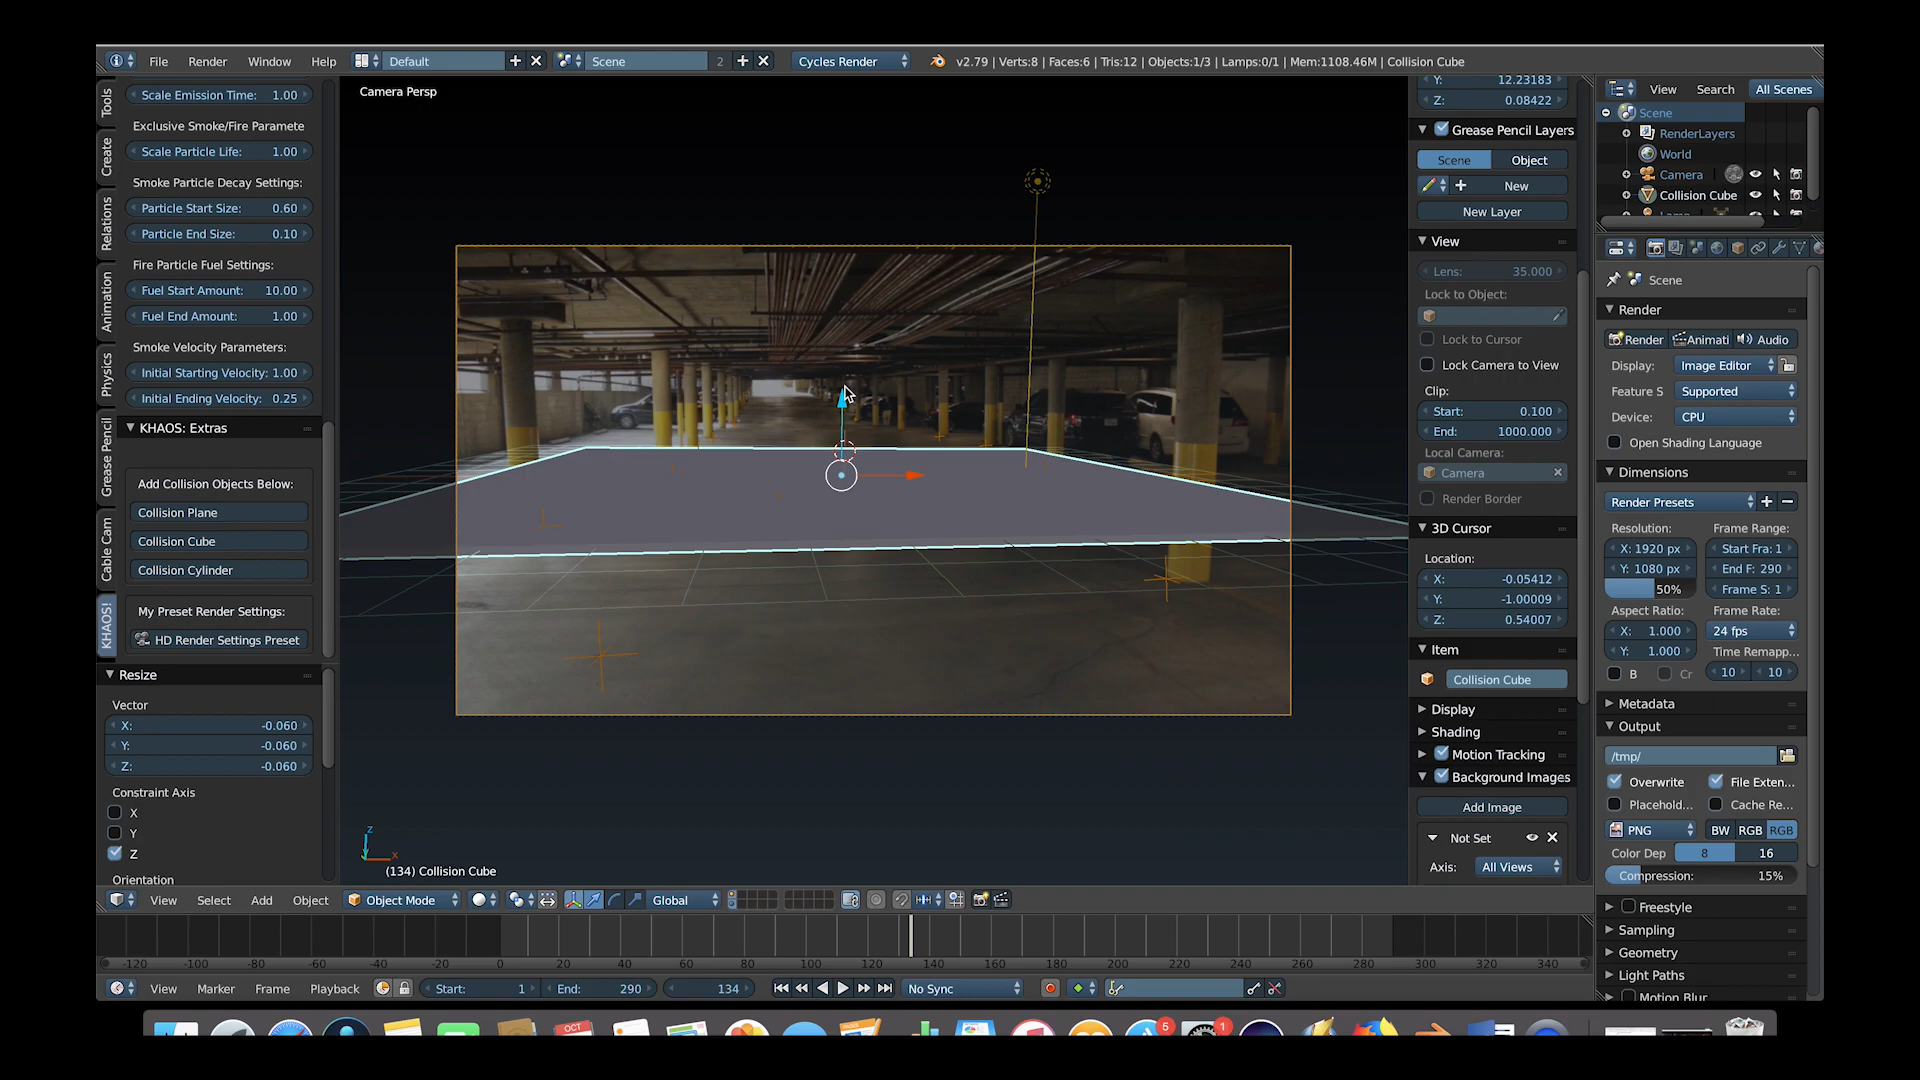 File Render Window Help Default Scene 2 Cycles Render v2.79 | Verts:8 | Faces:6 | Tris:12 | Objects:1/3 | Lamps:0/1 | Mem:1108.46M | Collision Cube
Tools
Create
Relations
Animation
Physics
Grease Pencil
Cable Cam
KHAOS!
Scale Emission Time: 1.00
Exclusive Smoke/Fire Paramete
Scale Particle Life: 1.00
Smoke Particle Decay Settings:
Particle Start Size: 0.60
Particle End Size: 0.10
Fire Particle Fuel Settings:
Fuel Start Amount: 10.00
Fuel End Amount: 1.00
Smoke Velocity Parameters:
Initial Starting Velocity: 1.00
Initial Ending Velocity: 0.25
KHAOS: Extras
Add Collision Objects Below:
Collision Plane
Collision Cube
Collision Cylinder
My Preset Render Settings:
HD Render Settings Preset
Resize
Vector
X: -0.060
Y: -0.060
Z: -0.060
Constraint Axis
X
Y
Z
Orientation
Camera Persp
z
x
(134) Collision Cube
Y: 12.23183
Z: 0.08422
Grease Pencil Layers
Scene Object
New
New Layer
View
Lens: 35.000
Lock to Object:
Lock to Cursor
Lock Camera to View
Clip:
Start: 0.100
End: 1000.000
Local Camera:
Camera
Render Border
3D Cursor
Location:
X: -0.05412
Y: -1.00009
Z: 0.54007
Item
Collision Cube
Display
Shading
Motion Tracking
Background Images
Add Image
Not Set
Axis: All Views
View Search All Scenes
Scene
RenderLayers
World
Camera
Collision Cube
Scene
Render
Render Animati Audio
Display: Image Editor
Feature S Supported
Device: CPU
Open Shading Language
Dimensions
Render Presets
Resolution: Frame Range:
X: 1920 px Start Fra: 1
Y: 1080 px End F: 290
50% Frame S: 1
Aspect Ratio: Frame Rate:
X: 1.000 24 fps
Y: 1.000 Time Remapp...
B Cr 10 10
Metadata
Output
/tmp/
Overwrite File Exten...
Placehold... Cache Re...
PNG BW RGB RGB
Color Dep 8 16
Compression: 15%
Freestyle
Sampling
Geometry
Light Paths
Motion Blur
View Select Add Object Object Mode Global
-120 -100 -80 -60 -40 -20 0 20 40 60 80 100 120 140 160 180 200 220 240 260 280 300 320 340
View Marker Frame Playback Start: 1 End: 290 134 No Sync
OCT 5 1